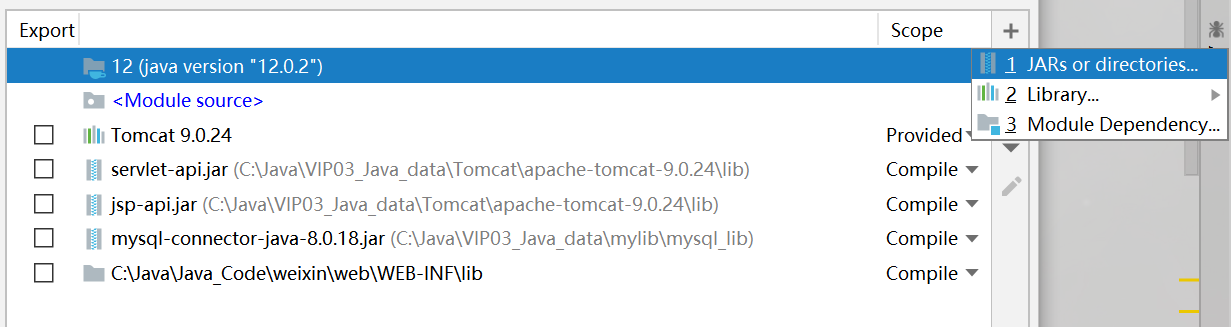 Export Scope
12 (java version "12.0.2")
1 JARs or directories...
<Module source>
2 Library...
3 Module Dependency...
Tomcat 9.0.24 Provided
servlet-api.jar (C:\Java\VIP03_Java_data\Tomcat\apache-tomcat-9.0.24\lib) Compile
jsp-api.jar (C:\Java\VIP03_Java_data\Tomcat\apache-tomcat-9.0.24\lib) Compile
mysql-connector-java-8.0.18.jar (C:\Java\VIP03_Java_data\mylib\mysql_lib) Compile
C:\Java\Java_Code\weixin\web\WEB-INF\lib Compile